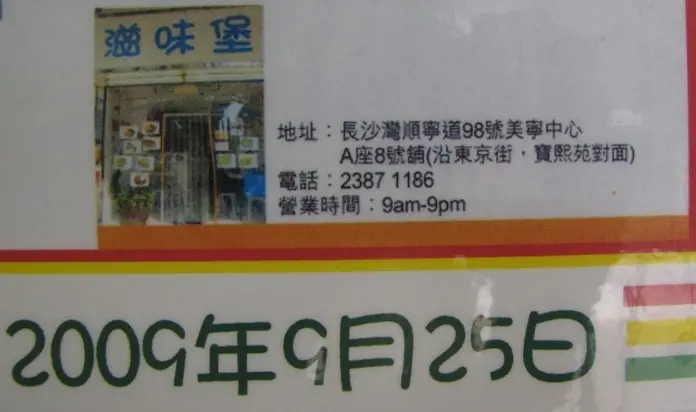 滋味堡
地址：長沙灣順寧道98號美寧中心
A座8號舖(沿東京街，寶熙苑對面)
電話：2387 1186
營業時間：9am-9pm
2009年9月25日